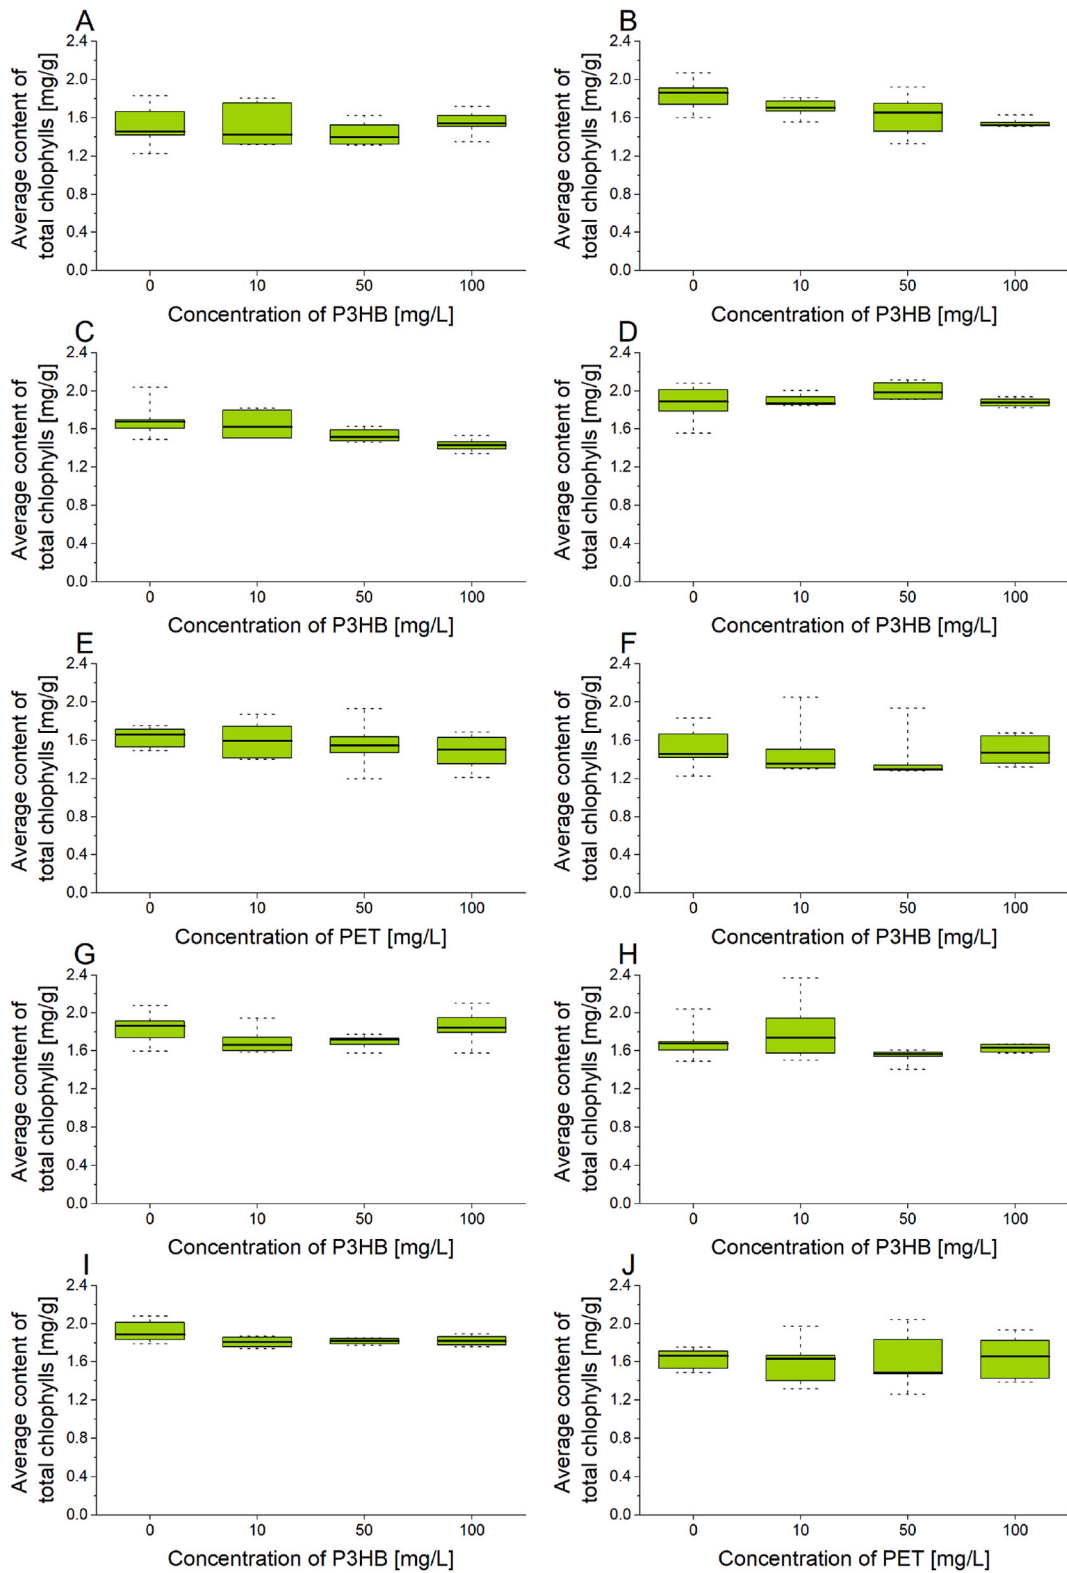 A
Average content of
total chlorophylls [mg/g]
2.4
2.0
1.6
1.2
0.8
0.4
0.0
0 10 50 100
Concentration of P3HB [mg/L]
B
Average content of
total chlophylls [mg/g]
2.4
2.0
1.6
1.2
0.8
0.4
0.0
0 10 50 100
Concentration of P3HB [mg/L]
C
Average content of
total chlophylls [mg/g]
2.4
2.0
1.6
1.2
0.8
0.4
0.0
0 10 50 100
Concentration of P3HB [mg/L]
D
Average content of
total chlophylls [mg/g]
2.4
2.0
1.6
1.2
0.8
0.4
0.0
0 10 50 100
Concentration of P3HB [mg/L]
E
Average content of
total chlophylls [mg/g]
2.4
2.0
1.6
1.2
0.8
0.4
0.0
0 10 50 100
Concentration of PET [mg/L]
F
Average content of
total chlophylls [mg/g]
2.4
2.0
1.6
1.2
0.8
0.4
0.0
0 10 50 100
Concentration of P3HB [mg/L]
G
Average content of
total chlophylls [mg/g]
2.4
2.0
1.6
1.2
0.8
0.4
0.0
0 10 50 100
Concentration of P3HB [mg/L]
H
Average content of
total chlophylls [mg/g]
2.4
2.0
1.6
1.2
0.8
0.4
0.0
0 10 50 100
Concentration of P3HB [mg/L]
I
Average content of
total chlophylls [mg/g]
2.4
2.0
1.6
1.2
0.8
0.4
0.0
0 10 50 100
Concentration of P3HB [mg/L]
J
Average content of
total chlophylls [mg/g]
2.4
2.0
1.6
1.2
0.8
0.4
0.0
0 10 50 100
Concentration of PET [mg/L]